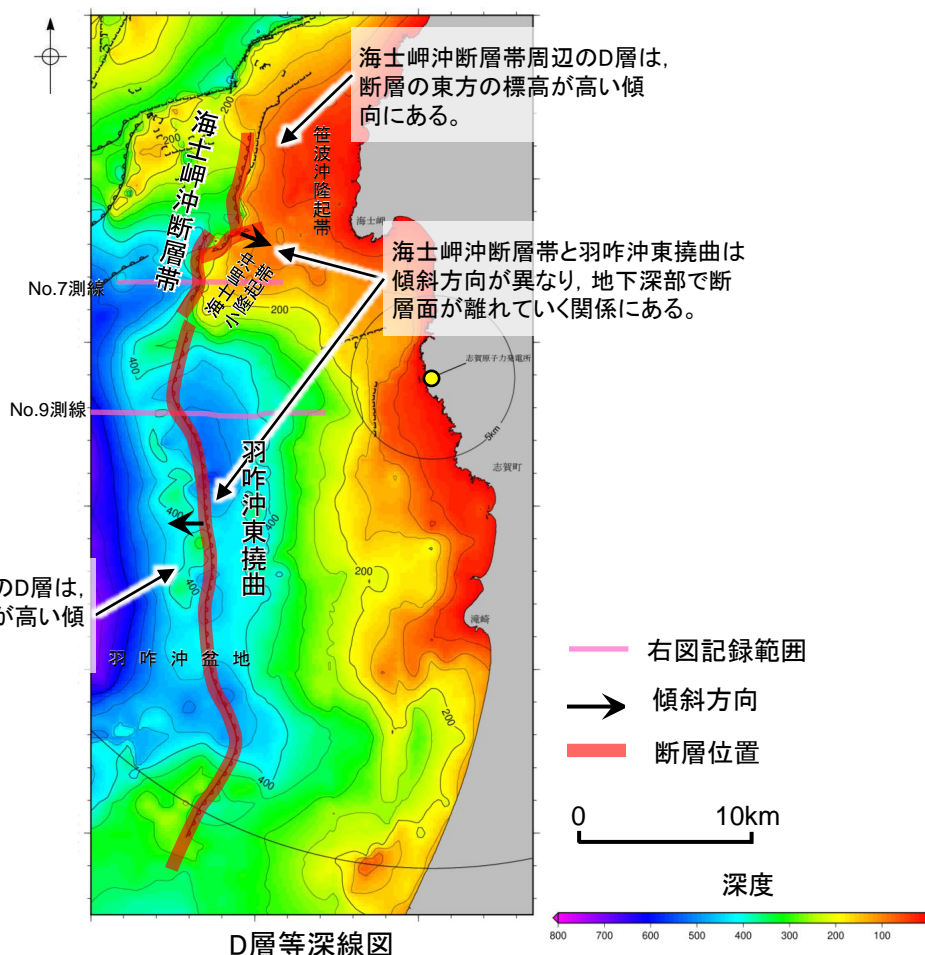 海士岬沖断層帯周辺のD層は,
断層の東方の標高が高い傾
向にある。
200
200
海士岬沖断層帯
笹波沖隆起帯
海士岬
海士岬沖断層帯と羽咋沖東撓曲は
傾斜方向が異なり, 地下深部で断
層面が離れていく関係にある。
海士岬沖
小隆起帯
No.7測線
200
400
志賀原子力発電所
No.9測線
5km
羽咋沖東撓曲
志賀町
400
400
200
400
のD層は,
が高い傾
滝崎
羽咋沖盆地
200
400
右図記録範囲
傾斜方向
断層位置
0 10km
深度
800 700 600 500 400 300 200 100
D層等深線図